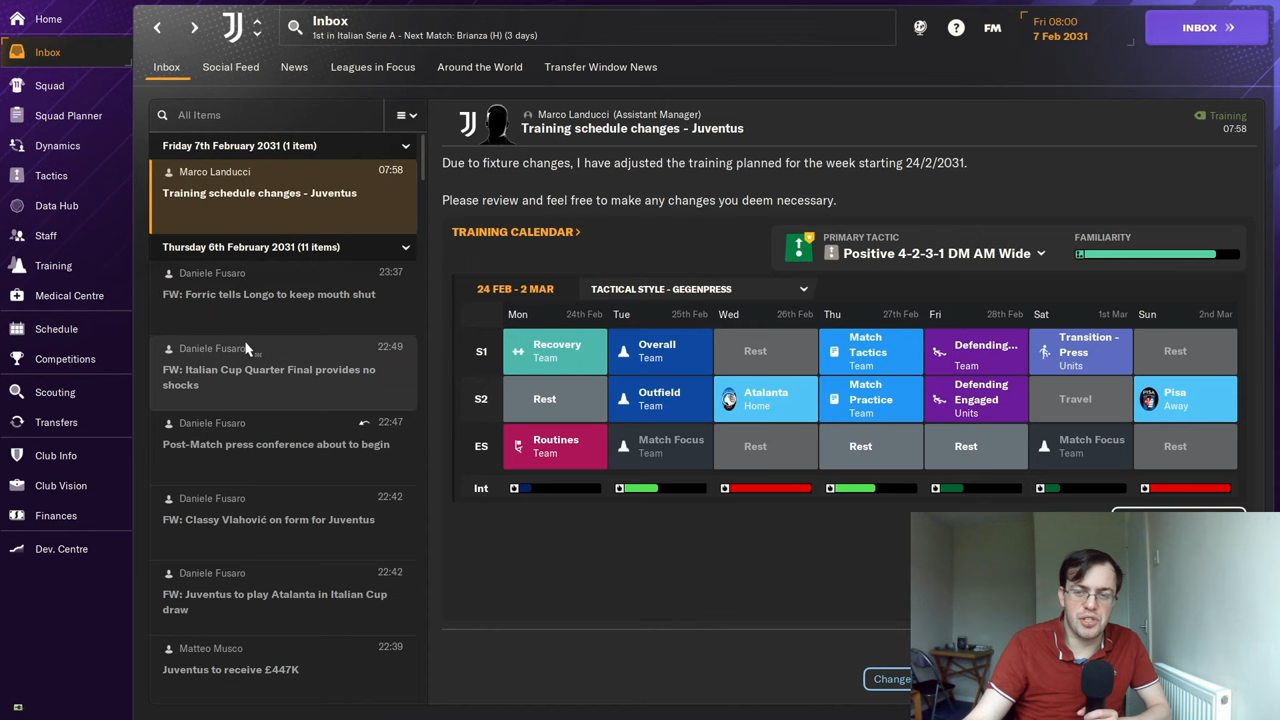 Home
Inbox
Squad
Squad Planner
Dynamics
Tactics
Data Hub
Staff
Training
Medical Centre
Schedule
Competitions
Scouting
Transfers
Club Info
Club Vision
Finances
Dev. Centre
Inbox
1st in Italian Serie A - Next Match: Brianza (H) (3 days)
FM
Fri 08:00
7 Feb 2031
INBOX
Inbox
Social Feed
News
Leagues in Focus
Around the World
Transfer Window News
All Items
Friday 7th February 2031 (1 item)
Marco Landucci
07:58
Training schedule changes - Juventus
Thursday 6th February 2031 (11 items)
Daniele Fusaro
23:37
FW: Forric tells Longo to keep mouth shut
Daniele Fusaro
22:49
FW: Italian Cup Quarter Final provides no
shocks
Daniele Fusaro
22:47
Post-Match press conference about to begin
Daniele Fusaro
22:42
FW: Classy Vlahović on form for Juventus
Daniele Fusaro
22:42
FW: Juventus to play Atalanta in Italian Cup
draw
Matteo Musco
22:39
Juventus to receive £447K
Marco Landucci (Assistant Manager)
Training schedule changes - Juventus
Training
07:58
Due to fixture changes, I have adjusted the training planned for the week starting 24/2/2031.
Please review and feel free to make any changes you deem necessary.
TRAINING CALENDAR >
PRIMARY TACTIC
Positive 4-2-3-1 DM AM Wide
FAMILIARITY
24 FEB - 2 MAR
TACTICAL STYLE - GEGENPRESS
Mon 24th Feb
Tue 25th Feb
Wed 26th Feb
Thu 27th Feb
Fri 28th Feb
Sat 1st Mar
Sun 2nd Mar
S1
Recovery
Team
Overall
Team
Rest
Match
Tactics
Team
Defending...
Team
Transition -
Press
Units
Rest
S2
Rest
Outfield
Team
Atalanta
Home
Match
Practice
Team
Defending
Engaged
Units
Travel
Pisa
Away
ES
Routines
Team
Match Focus
Team
Rest
Rest
Rest
Match Focus
Team
Rest
Int
Change